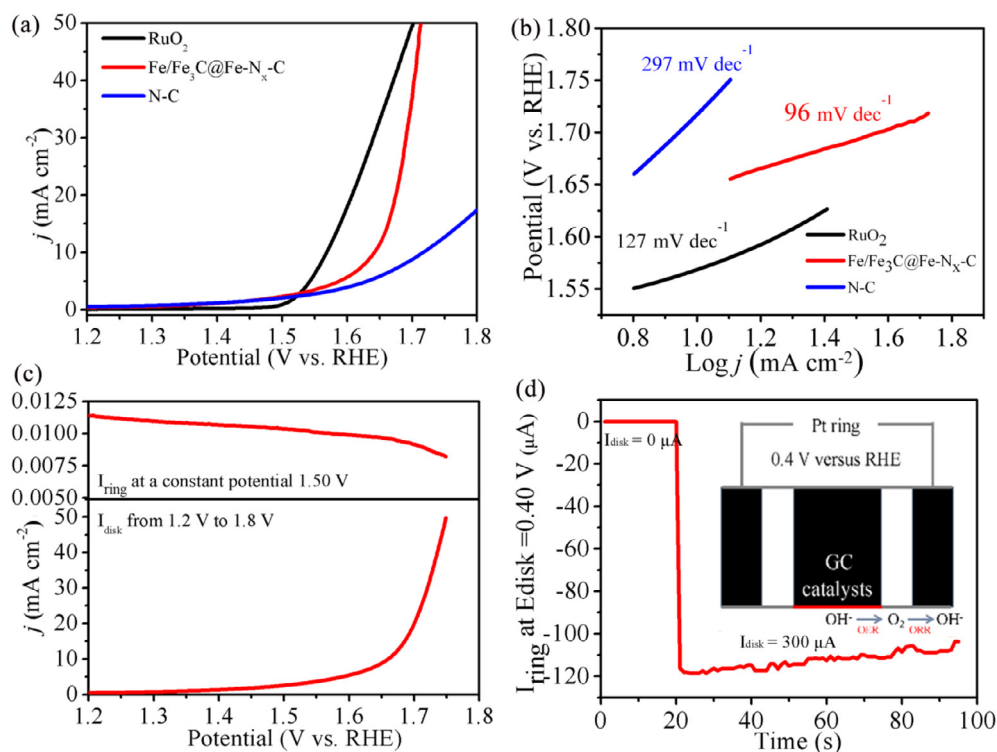 (a)
50
40
30
20
10
0
j (mA cm-2)
RuO2
Fe/Fe3C@Fe-Nx-C
N-C
1.2 1.3 1.4 1.5 1.6 1.7 1.8
Potential (V vs. RHE)
(b)
1.80
1.75
1.70
1.65
1.60
1.55
Poential (V vs. RHE)
297 mV dec-1
96 mV dec-1
127 mV dec-1
RuO2
Fe/Fe3C@Fe-Nx-C
N-C
0.8 1.0 1.2 1.4 1.6 1.8
Log j (mA cm-2)
(c)
0.0125
0.0100
0.0075
0.0050
Iring at a constant potential 1.50 V
50
40
30
20
10
0
j (mA cm-2)
Idisk from 1.2 V to 1.8 V
1.2 1.3 1.4 1.5 1.6 1.7 1.8
Potential (V vs. RHE)
(d)
0
-20
-40
-60
-80
-100
-120
Iring at Edisk =0.40 V (μA)
Idisk = 0 μA
Pt ring
0.4 V versus RHE
GC
catalysts
OH- O2 OH-
OER ORR
Idisk = 300 μA
0 20 40 60 80 100
Time (s)